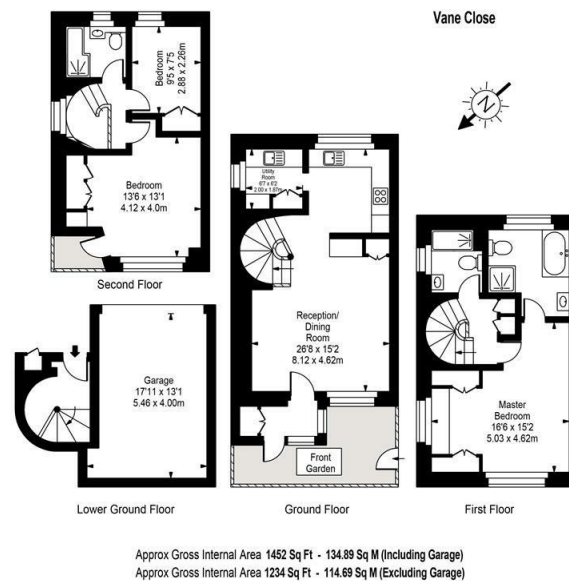 Vane Close
N
Bedroom
9'5 x 7'5
2.88 x 2.26m
Bedroom
13'6 x 13'1
4.12 x 4.0m
Second Floor
Utility
Room
6'7 x 6'2
2.00 x 1.87m
Reception/
Dining
Room
26'8 x 15'2
8.12 x 4.62m
Front
Garden
Ground Floor
Master
Bedroom
16'6 x 15'2
5.03 x 4.62m
First Floor
Garage
17'11 x 13'1
5.46 x 4.00m
Lower Ground Floor
Approx Gross Internal Area 1452 Sq Ft - 134.89 Sq M (Including Garage)
Approx Gross Internal Area 1234 Sq Ft - 114.69 Sq M (Excluding Garage)